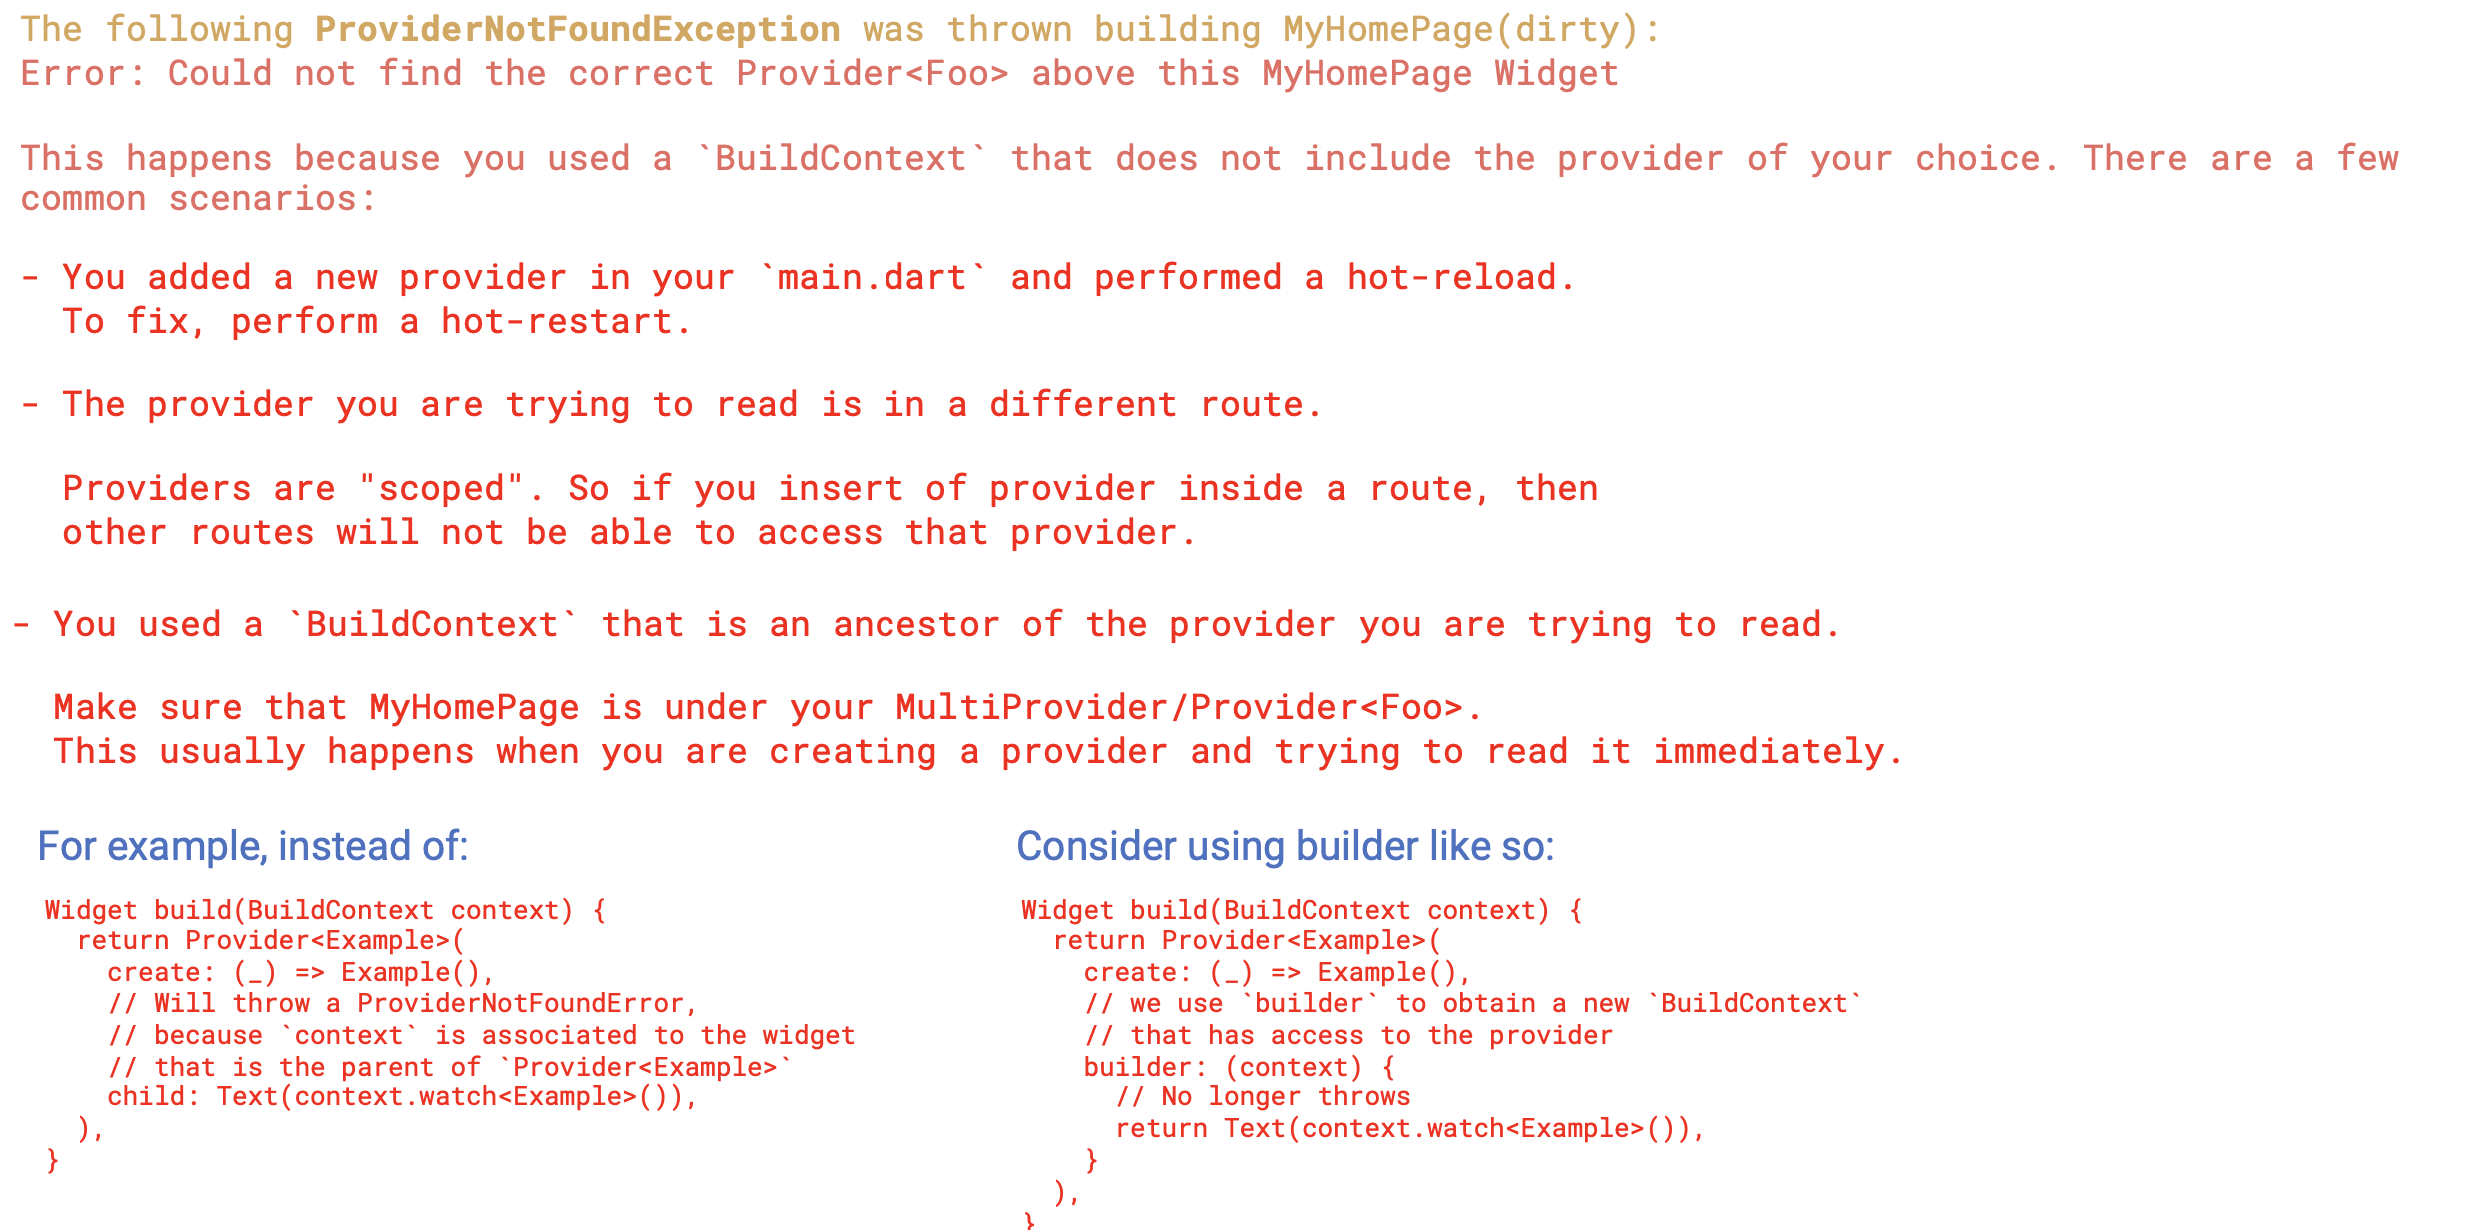 The following ProviderNotFoundException was thrown building MyHomePage(dirty):
Error: Could not find the correct Provider<Foo> above this MyHomePage Widget
This happens because you used a `BuildContext` that does not include the provider of your choice. There are a few
common scenarios:
- You added a new provider in your `main.dart` and performed a hot-reload.
To fix, perform a hot-restart.
- The provider you are trying to read is in a different route.
Providers are "scoped". So if you insert of provider inside a route, then
other routes will not be able to access that provider.
- You used a `BuildContext` that is an ancestor of the provider you are trying to read.
Make sure that MyHomePage is under your MultiProvider/Provider<Foo>.
This usually happens when you are creating a provider and trying to read it immediately.
For example, instead of:
Widget build(BuildContext context) {
  return Provider<Example>(
    create: (_) => Example(),
    // Will throw a ProviderNotFoundError,
    // because `context` is associated to the widget
    // that is the parent of `Provider<Example>`
    child: Text(context.watch<Example>()),
  ),
}
Consider using builder like so:
Widget build(BuildContext context) {
  return Provider<Example>(
    create: (_) => Example(),
    // we use `builder` to obtain a new `BuildContext`
    // that has access to the provider
    builder: (context) {
      // No longer throws
      return Text(context.watch<Example>()),
    }
  ),
}